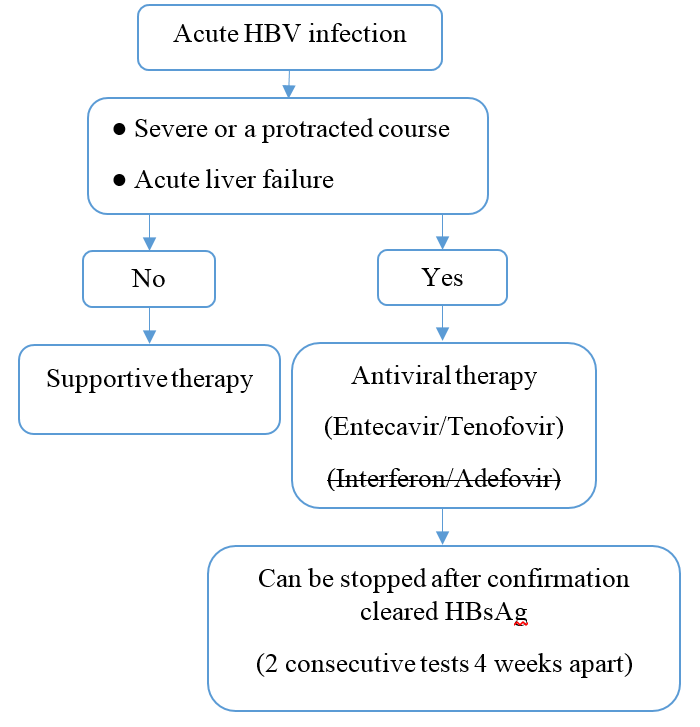 Acute HBV infection
● Severe or a protracted course
● Acute liver failure
No
Yes
Supportive therapy
Antiviral therapy
(Entecavir/Tenofovir)
(Interferon/Adefovir)
Can be stopped after confirmation
cleared HBsAg
(2 consecutive tests 4 weeks apart)